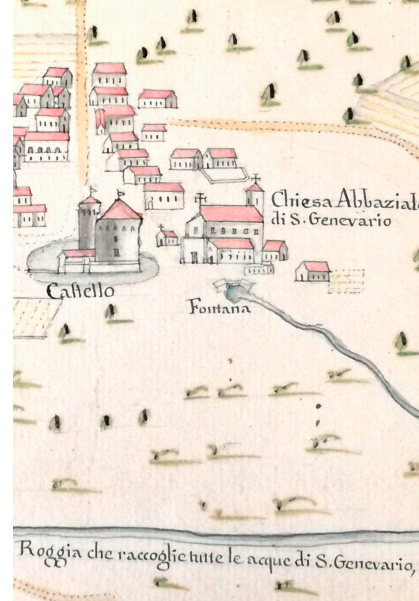 Chiesa Abbaziale
di S. Genevario
Castello
Fontana
Roggia che raccoglie tutte le acque di S. Genevario,